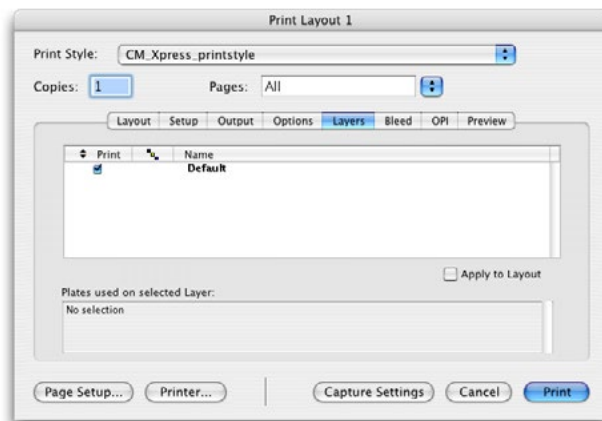 Print Layout 1
Print Style: CM_Xpress_printstyle
Copies: 1 Pages: All
Layout Setup Output Options Layers Bleed OPI Preview
Print Name
Default
Apply to Layout
Plates used on selected Layer:
No selection
Page Setup... Printer... Capture Settings Cancel Print